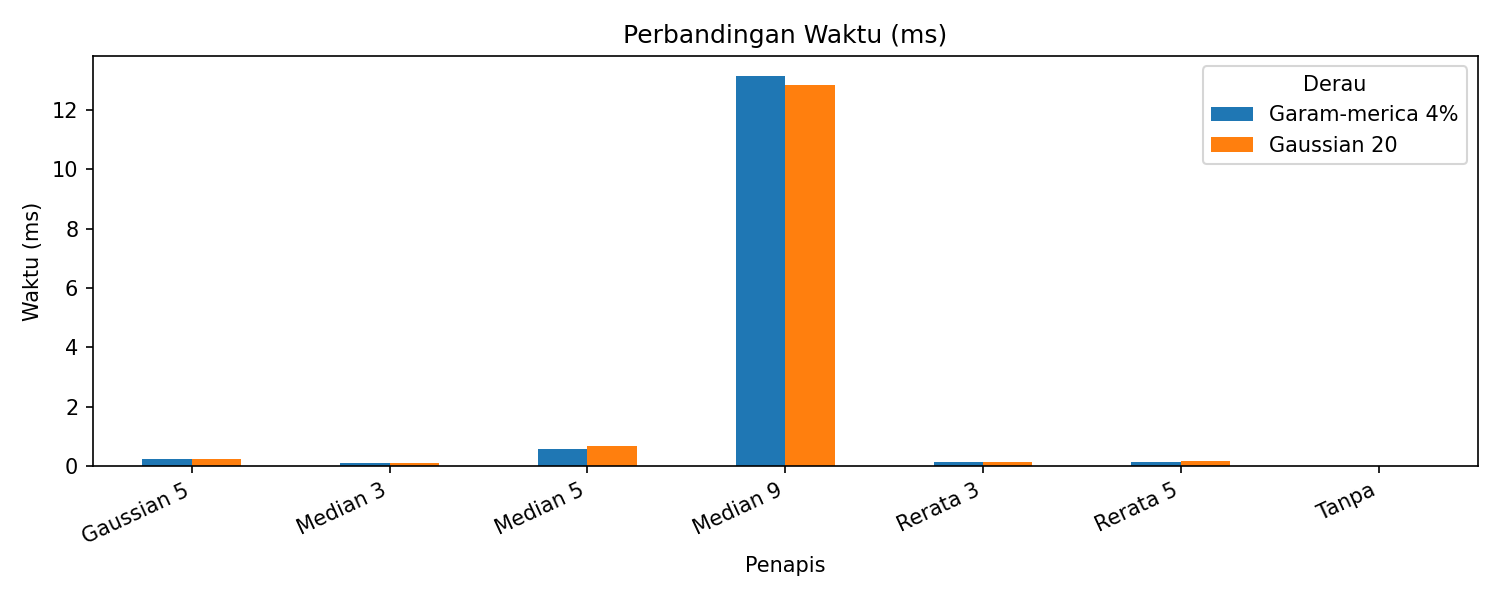 Perbandingan Waktu (ms)
Derau
Garam-merica 4%
Gaussian 20
Waktu (ms)
12
10
8
6
4
2
0
Gaussian 5
Median 3
Median 5
Median 9
Rerata 3
Rerata 5
Tanpa
Penapis